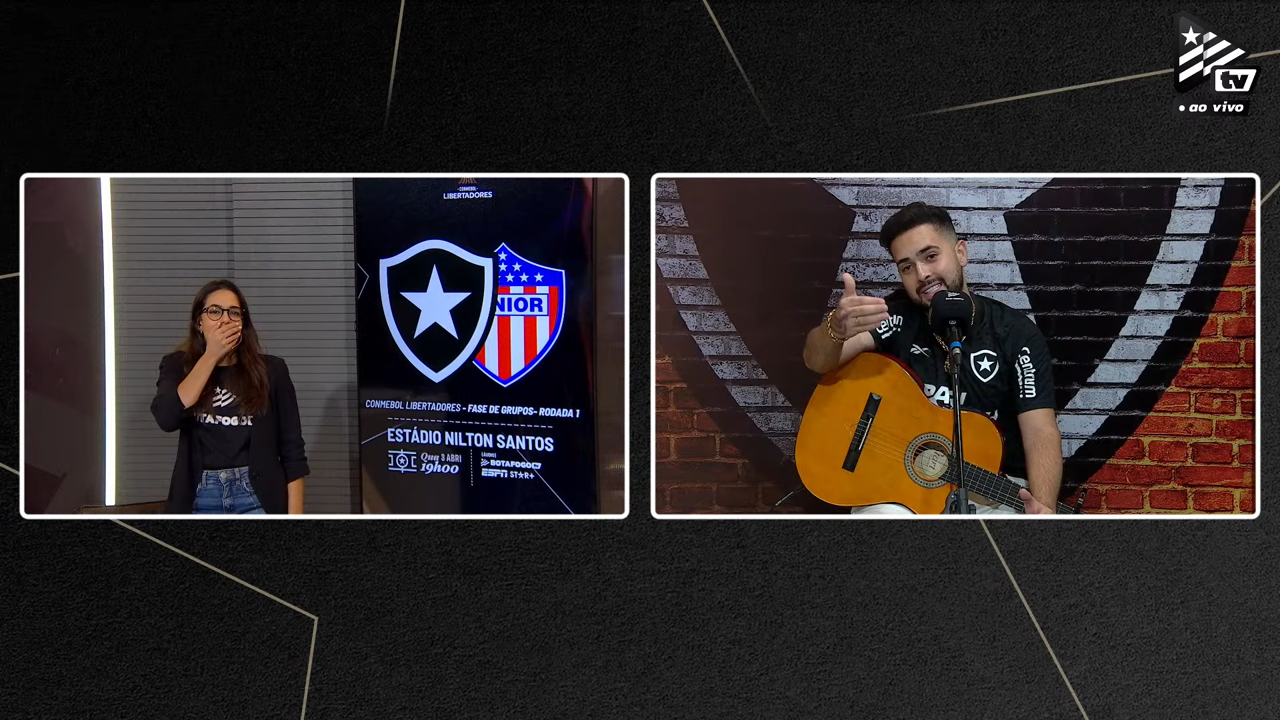 tv
• ao vivo
CONMEBOL
LIBERTADORES
NIOR
CONMEBOL LIBERTADORES - FASE DE GRUPOS- RODADA 1
ESTÁDIO NILTON SANTOS
Qua 3 ABRI
19h00
BOTAFOGO
ESPN STAR+
BOTAFOGO
Centrum